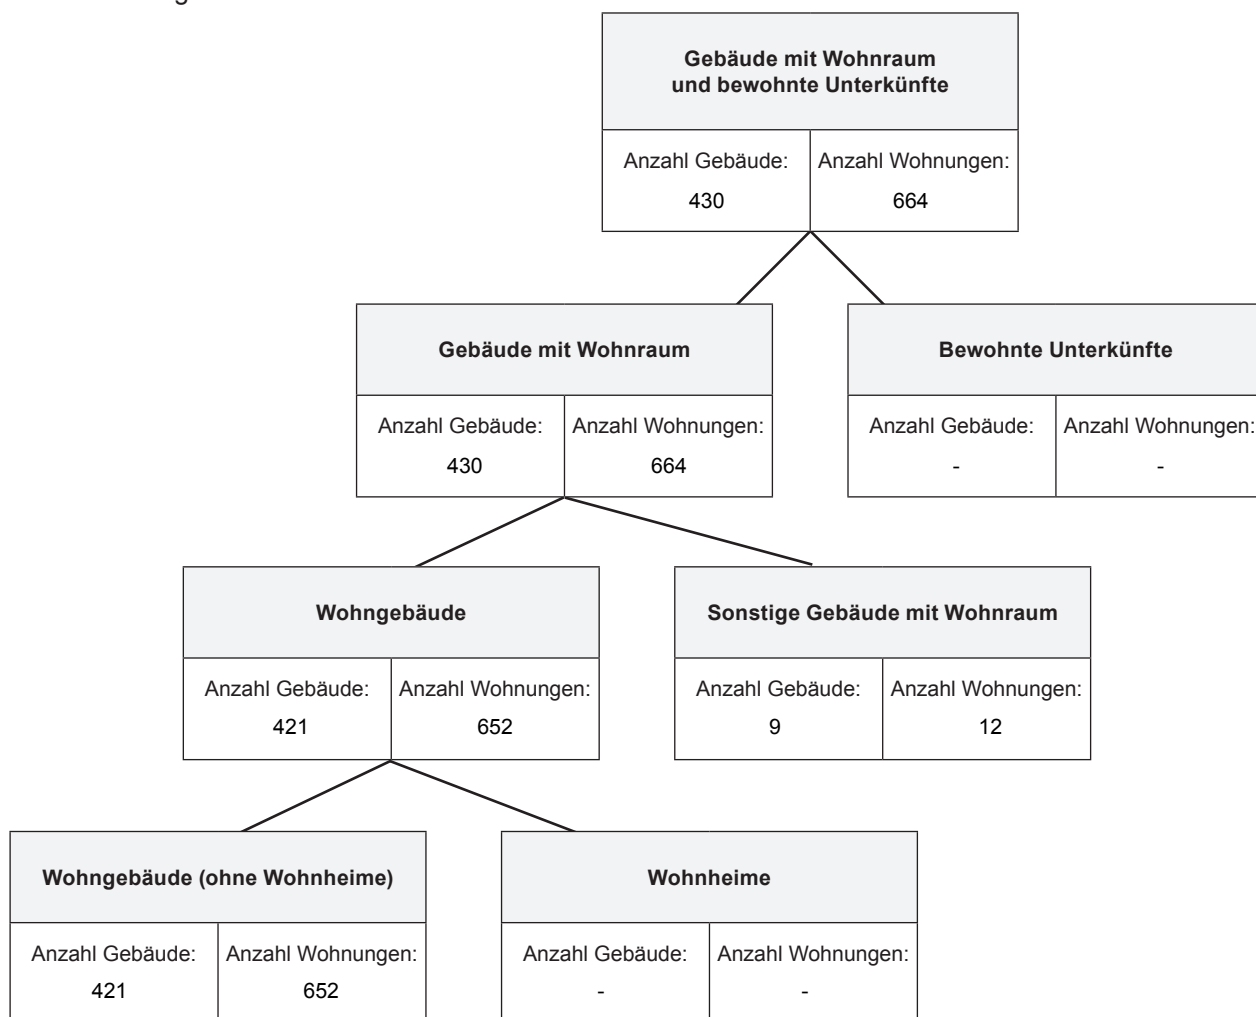 Gebäude mit Wohnraum
und bewohnte Unterkünfte
Anzahl Gebäude: Anzahl Wohnungen:
430 664
Gebäude mit Wohnraum
Anzahl Gebäude: Anzahl Wohnungen:
430 664
Bewohnte Unterkünfte
Anzahl Gebäude: Anzahl Wohnungen:
- -
Wohngebäude
Anzahl Gebäude: Anzahl Wohnungen:
421 652
Sonstige Gebäude mit Wohnraum
Anzahl Gebäude: Anzahl Wohnungen:
9 12
Wohngebäude (ohne Wohnheime)
Anzahl Gebäude: Anzahl Wohnungen:
421 652
Wohnheime
Anzahl Gebäude: Anzahl Wohnungen:
- -